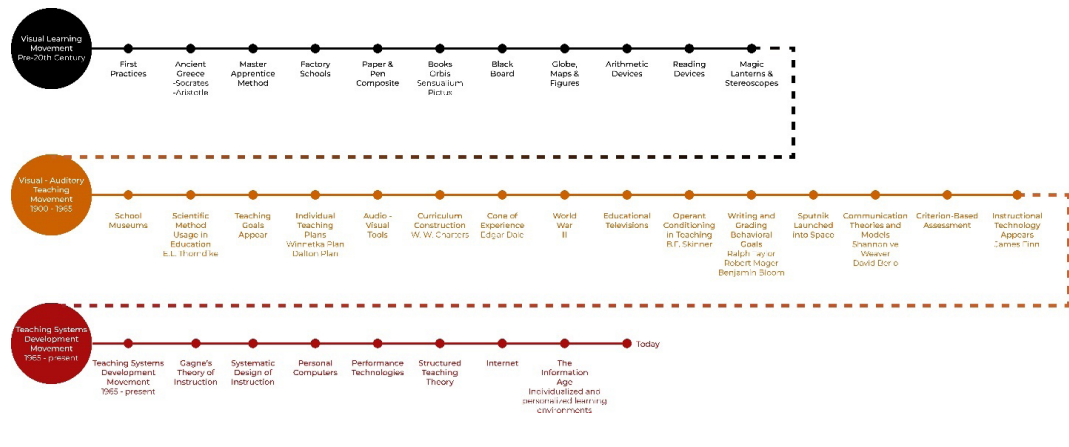 Visual Learning
Movement
Pre-20th Century
First
Practices
Ancient
Greece
-Socrates
-Aristotle
Master
Apprentice
Method
Factory
Schools
Paper &
Pen
Composite
Books
Orbis
Sensualium
Pictus
Black
Board
Globe,
Maps &
Figures
Arithmetic
Devices
Reading
Devices
Magic
Lanterns &
Stereoscopes
Visual - Auditory
Teaching
Movement
1900 - 1965
School
Museums
Scientific
Method
Usage in
Education
E.L. Thorndike
Teaching
Goals
Appear
Individual
Teaching
Plans
Winnetka Plan
Dalton Plan
Audio -
Visual
Tools
Curriculum
Construction
W. W. Charters
Cone of
Experience
Edgar Dale
World
War
II
Educational
Televisions
Operant
Conditioning
in Teaching
B.F. Skinner
Writing and
Grading
Behavioral
Goals
Ralph Taylor
Robert Mager
Benjamin Bloom
Sputnik
Launched
into Space
Communication
Theories and
Models
Shannon ve
Weaver
David Berlo
Criterion-Based
Assessment
Instructional
Technology
Appears
James Finn
Teaching Systems
Development
Movement
1965 - present
Teaching Systems
Development
Movement
1965 - present
Gagne's
Theory of
Instruction
Systematic
Design of
Instruction
Personal
Computers
Performance
Technologies
Structured
Teaching
Theory
Internet
The
Information
Age
Individualized and
personalized learning
environments
Today